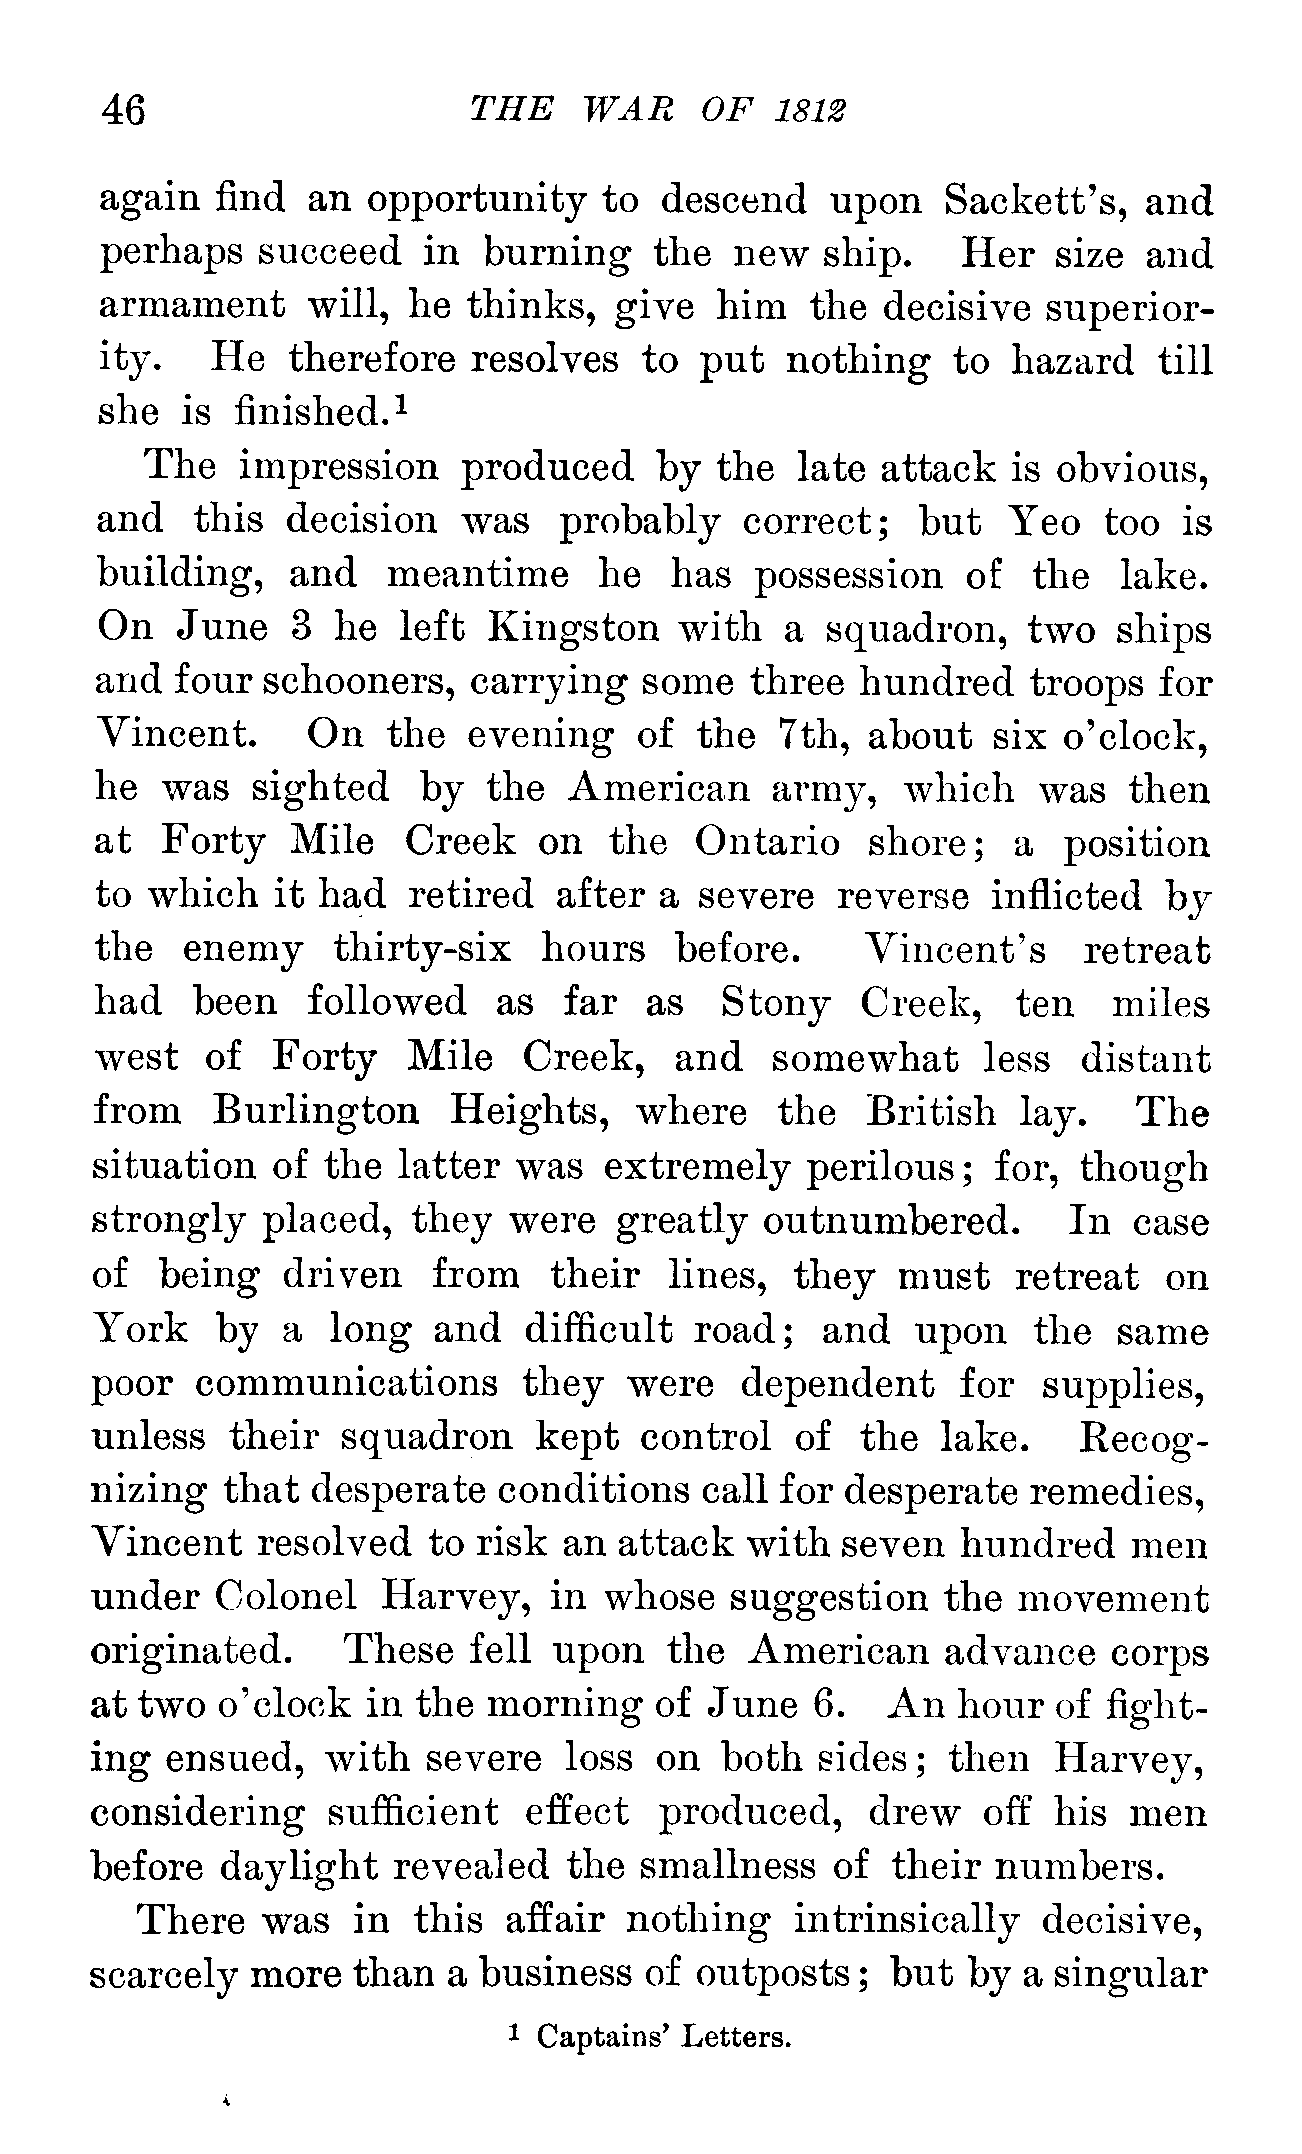 46 THE WAR OF 1812
again find an opportunity to descend upon Sackett's, and
perhaps succeed in burning the new ship. Her size and
armament will, he thinks, give him the decisive superior-
ity. He therefore resolves to put nothing to hazard till
she is finished.¹
The impression produced by the late attack is obvious,
and this decision was probably correct; but Yeo too is
building, and meantime he has possession of the lake.
On June 3 he left Kingston with a squadron, two ships
and four schooners, carrying some three hundred troops for
Vincent. On the evening of the 7th, about six o'clock,
he was sighted by the American army, which was then
at Forty Mile Creek on the Ontario shore; a position
to which it had retired after a severe reverse inflicted by
the enemy thirty-six hours before. Vincent's retreat
had been followed as far as Stony Creek, ten miles
west of Forty Mile Creek, and somewhat less distant
from Burlington Heights, where the British lay. The
situation of the latter was extremely perilous; for, though
strongly placed, they were greatly outnumbered. In case
of being driven from their lines, they must retreat on
York by a long and difficult road; and upon the same
poor communications they were dependent for supplies,
unless their squadron kept control of the lake. Recog-
nizing that desperate conditions call for desperate remedies,
Vincent resolved to risk an attack with seven hundred men
under Colonel Harvey, in whose suggestion the movement
originated. These fell upon the American advance corps
at two o'clock in the morning of June 6. An hour of fight-
ing ensued, with severe loss on both sides; then Harvey,
considering sufficient effect produced, drew off his men
before daylight revealed the smallness of their numbers.
There was in this affair nothing intrinsically decisive,
scarcely more than a business of outposts; but by a singular
¹ Captains' Letters.